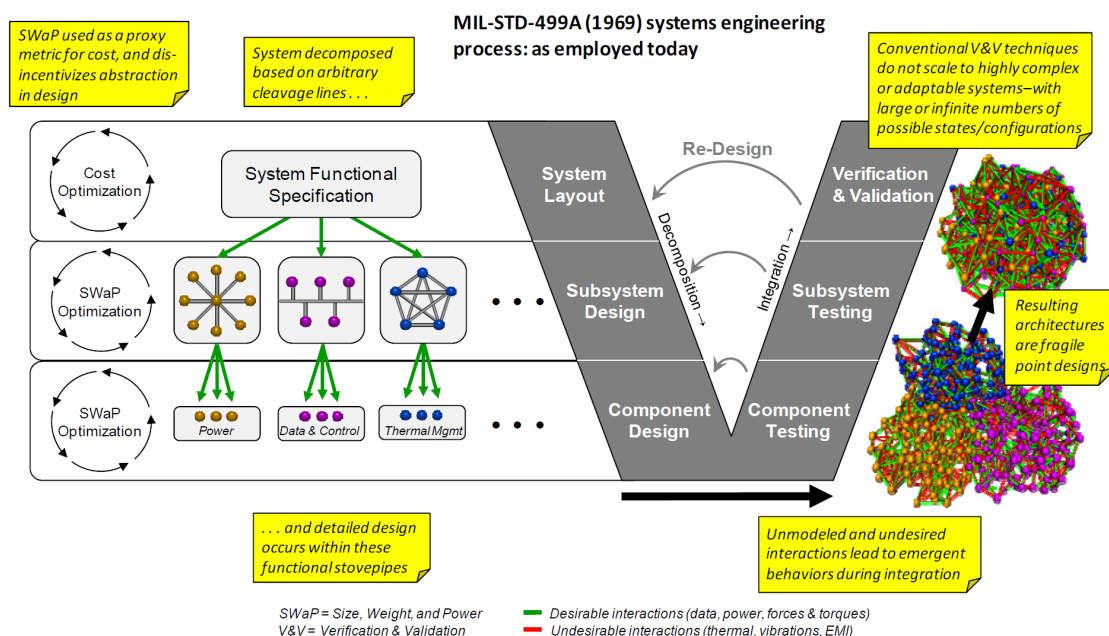 MIL-STD-499A (1969) systems engineering
process: as employed today
SWaP used as a proxy
metric for cost, and dis-
incentivizes abstraction
in design
System decomposed
based on arbitrary
cleavage lines . . .
Conventional V&V techniques
do not scale to highly complex
or adaptable systems–with
large or infinite numbers of
possible states/configurations
Cost
Optimization
System Functional
Specification
System
Layout
Re-Design
Verification
& Validation
SWaP
Optimization
Subsystem
Design
Decomposition →
Integration →
Subsystem
Testing
Resulting
architectures
are fragile
point designs
SWaP
Optimization
Power
Data & Control
Thermal Mgmt
Component
Design
Component
Testing
. . . and detailed design
occurs within these
functional stovepipes
Unmodeled and undesired
interactions lead to emergent
behaviors during integration
SWaP = Size, Weight, and Power
V&V = Verification & Validation
Desirable interactions (data, power, forces & torques)
Undesirable interactions (thermal, vibrations, EMI)